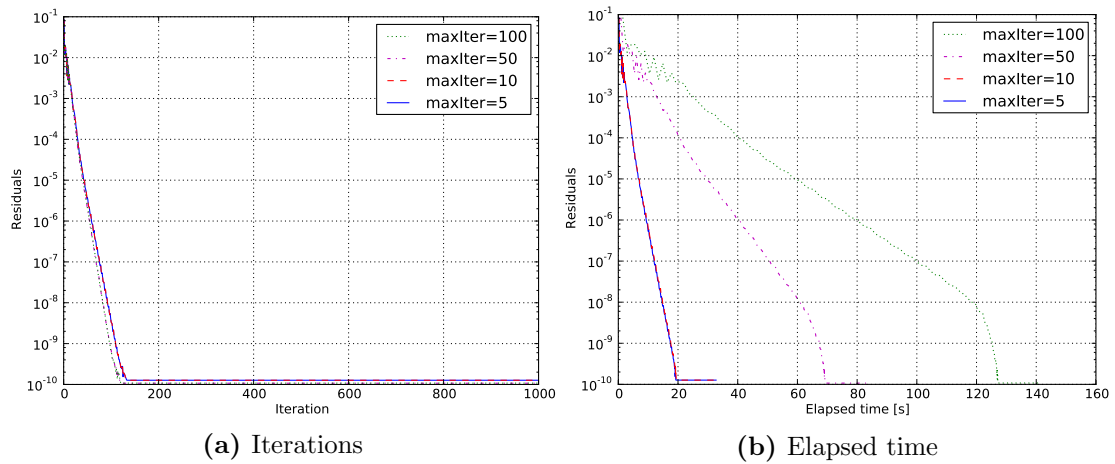 10^-1
10^-2
10^-3
10^-4
10^-5
10^-6
10^-7
10^-8
10^-9
10^-10
Residuals
0 200 400 600 800 1000
Iteration
maxIter=100
maxIter=50
maxIter=10
maxIter=5
(a) Iterations
10^-1
10^-2
10^-3
10^-4
10^-5
10^-6
10^-7
10^-8
10^-9
10^-10
Residuals
0 20 40 60 80 100 120 140 160
Elapsed time [s]
maxIter=100
maxIter=50
maxIter=10
maxIter=5
(b) Elapsed time